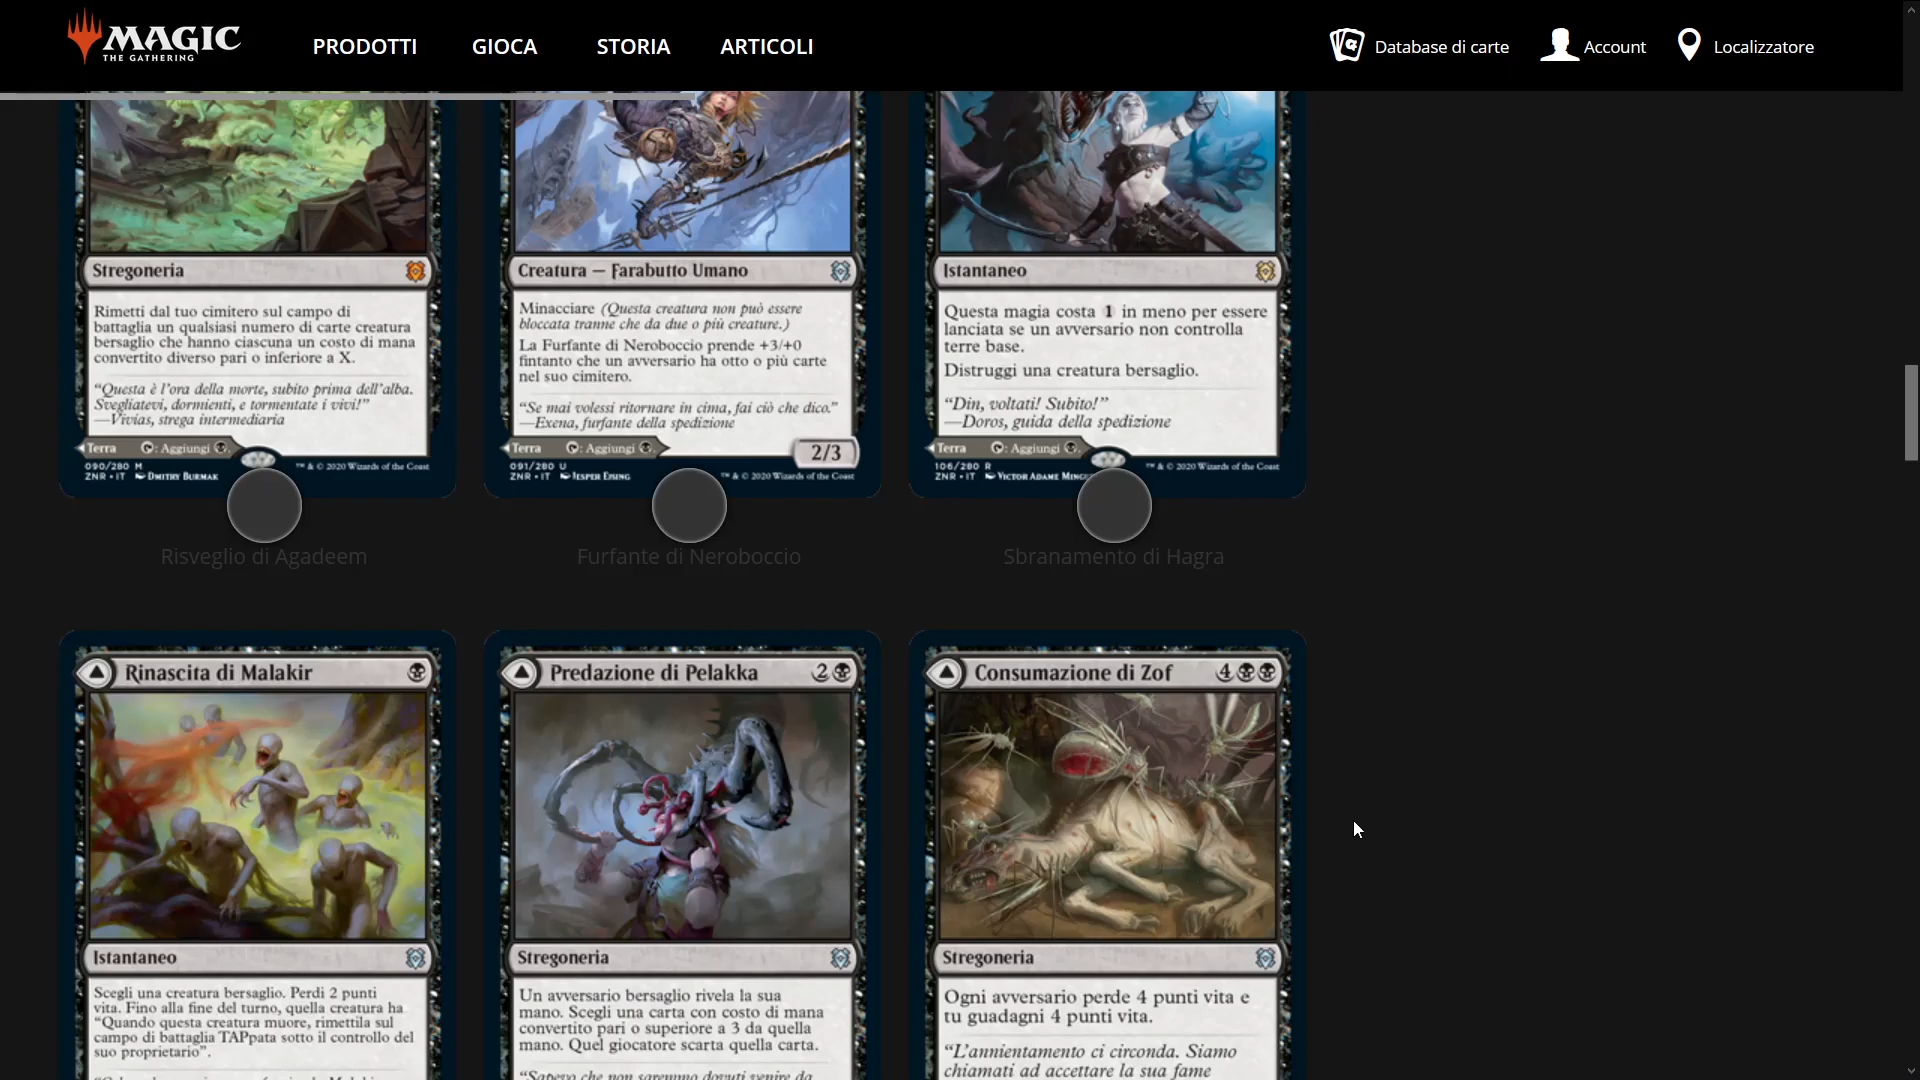 MAGIC
THE GATHERING
PRODOTTI
GIOCA
STORIA
ARTICOLI
Database di carte
Account
Localizzatore
Stregoneria
Rimetti dal tuo cimitero sul campo di
battaglia un qualsiasi numero di carte creatura
bersaglio che hanno ciascuna un costo di mana
convertito diverso pari o inferiore a X.
“Questa è l’ora della morte, subito prima dell’alba.
Svegliatevi, dormienti, e tormentate i vivi!”
—Vivias, strega intermediaria
Terra
: Aggiungi .
090/280 M
ZNR • IT DMITRY BURMAK
™ & © 2020 Wizards of the Coast
Risveglio di Agadeem
Creatura — Farabutto Umano
Minacciare (Questa creatura non può essere
bloccata tranne che da due o più creature.)
La Furfante di Neroboccio prende +3/+0
fintanto che un avversario ha otto o più carte
nel suo cimitero.
“Se mai volessi ritornare in cima, fai ciò che dico.”
—Exena, furfante della spedizione
Terra
: Aggiungi .
2/3
091/280 U
ZNR • IT JESPER EJSING
™ & © 2020 Wizards of the Coast
Furfante di Neroboccio
Istantaneo
Questa magia costa 1 in meno per essere
lanciata se un avversario non controlla
terre base.
Distruggi una creatura bersaglio.
“Din, voltati! Subito!”
—Doros, guida della spedizione
Terra
: Aggiungi .
106/280 R
ZNR • IT VICTOR ADAME
™ & © 2020 Wizards of the Coast
Sbranamento di Hagra
Rinascita di Malakir
Istantaneo
Scegli una creatura bersaglio. Perdi 2 punti
vita. Fino alla fine del turno, quella creatura ha
“Quando questa creatura muore, rimettila sul
campo di battaglia TAPpata sotto il controllo del
suo proprietario”.
Predazione di Pelakka
2
Stregoneria
Un avversario bersaglio rivela la sua
mano. Scegli una carta con costo di mana
convertito pari o superiore a 3 da quella
mano. Quel giocatore scarta quella carta.
“Sapevo che non saremmo dovuti venire da
Consumazione di Zof
4
Stregoneria
Ogni avversario perde 4 punti vita e
tu guadagni 4 punti vita.
“L’annientamento ci circonda. Siamo
chiamati ad accettare la sua fame